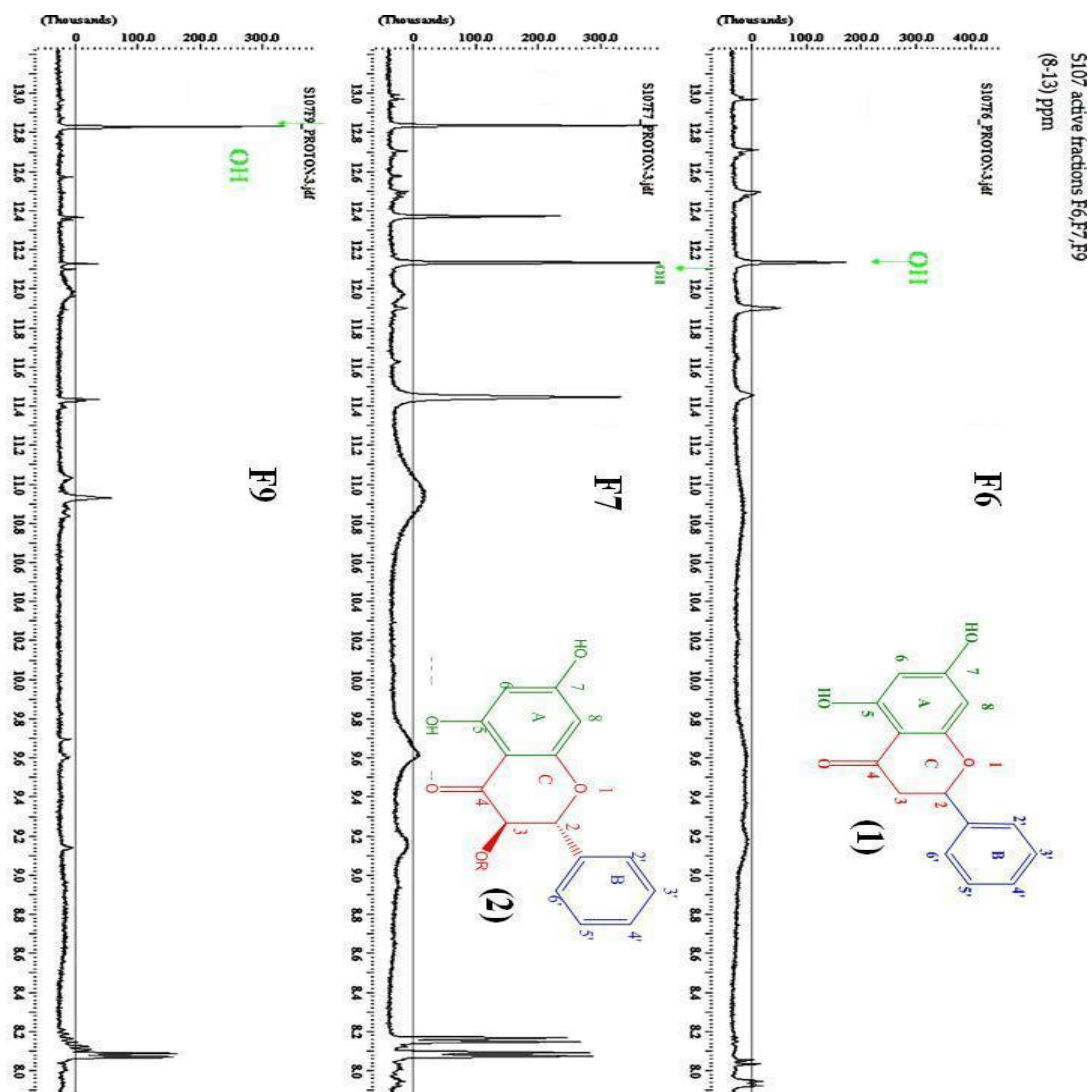 S107 active fractions F6,F7,F9
(8-13) ppm
S107F6_PROTON-3.jdf
(Thousands)
0 100.0 200.0 300.0 400.0
OH
F6
HO 7 8 O 1 2' 3'
6 A C 2 B 4'
HO 5 4 3 6' 5'
O
(1)
13.0 12.8 12.6 12.4 12.2 12.0 11.8 11.6 11.4 11.2 11.0 10.8 10.6 10.4 10.2 10.0 9.8 9.6 9.4 9.2 9.0 8.8 8.6 8.4 8.2 8.0
S107F7_PROTON-3.jdf
(Thousands)
0 100.0 200.0 300.0
OH
F7
HO 7 8 O 1 2' 3'
6 A C 2 B 4'
5 4 3 6' 5'
OH O OR
(2)
13.0 12.8 12.6 12.4 12.2 12.0 11.8 11.6 11.4 11.2 11.0 10.8 10.6 10.4 10.2 10.0 9.8 9.6 9.4 9.2 9.0 8.8 8.6 8.4 8.2 8.0
S107F9_PROTON-3.jdf
(Thousands)
0 100.0 200.0 300.0
OH
F9
13.0 12.8 12.6 12.4 12.2 12.0 11.8 11.6 11.4 11.2 11.0 10.8 10.6 10.4 10.2 10.0 9.8 9.6 9.4 9.2 9.0 8.8 8.6 8.4 8.2 8.0